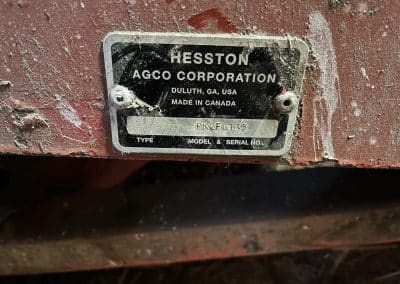 HESSTON
AGCO CORPORATION
DULUTH, GA, USA
MADE IN CANADA
TYPE MODEL & SERIAL NO.